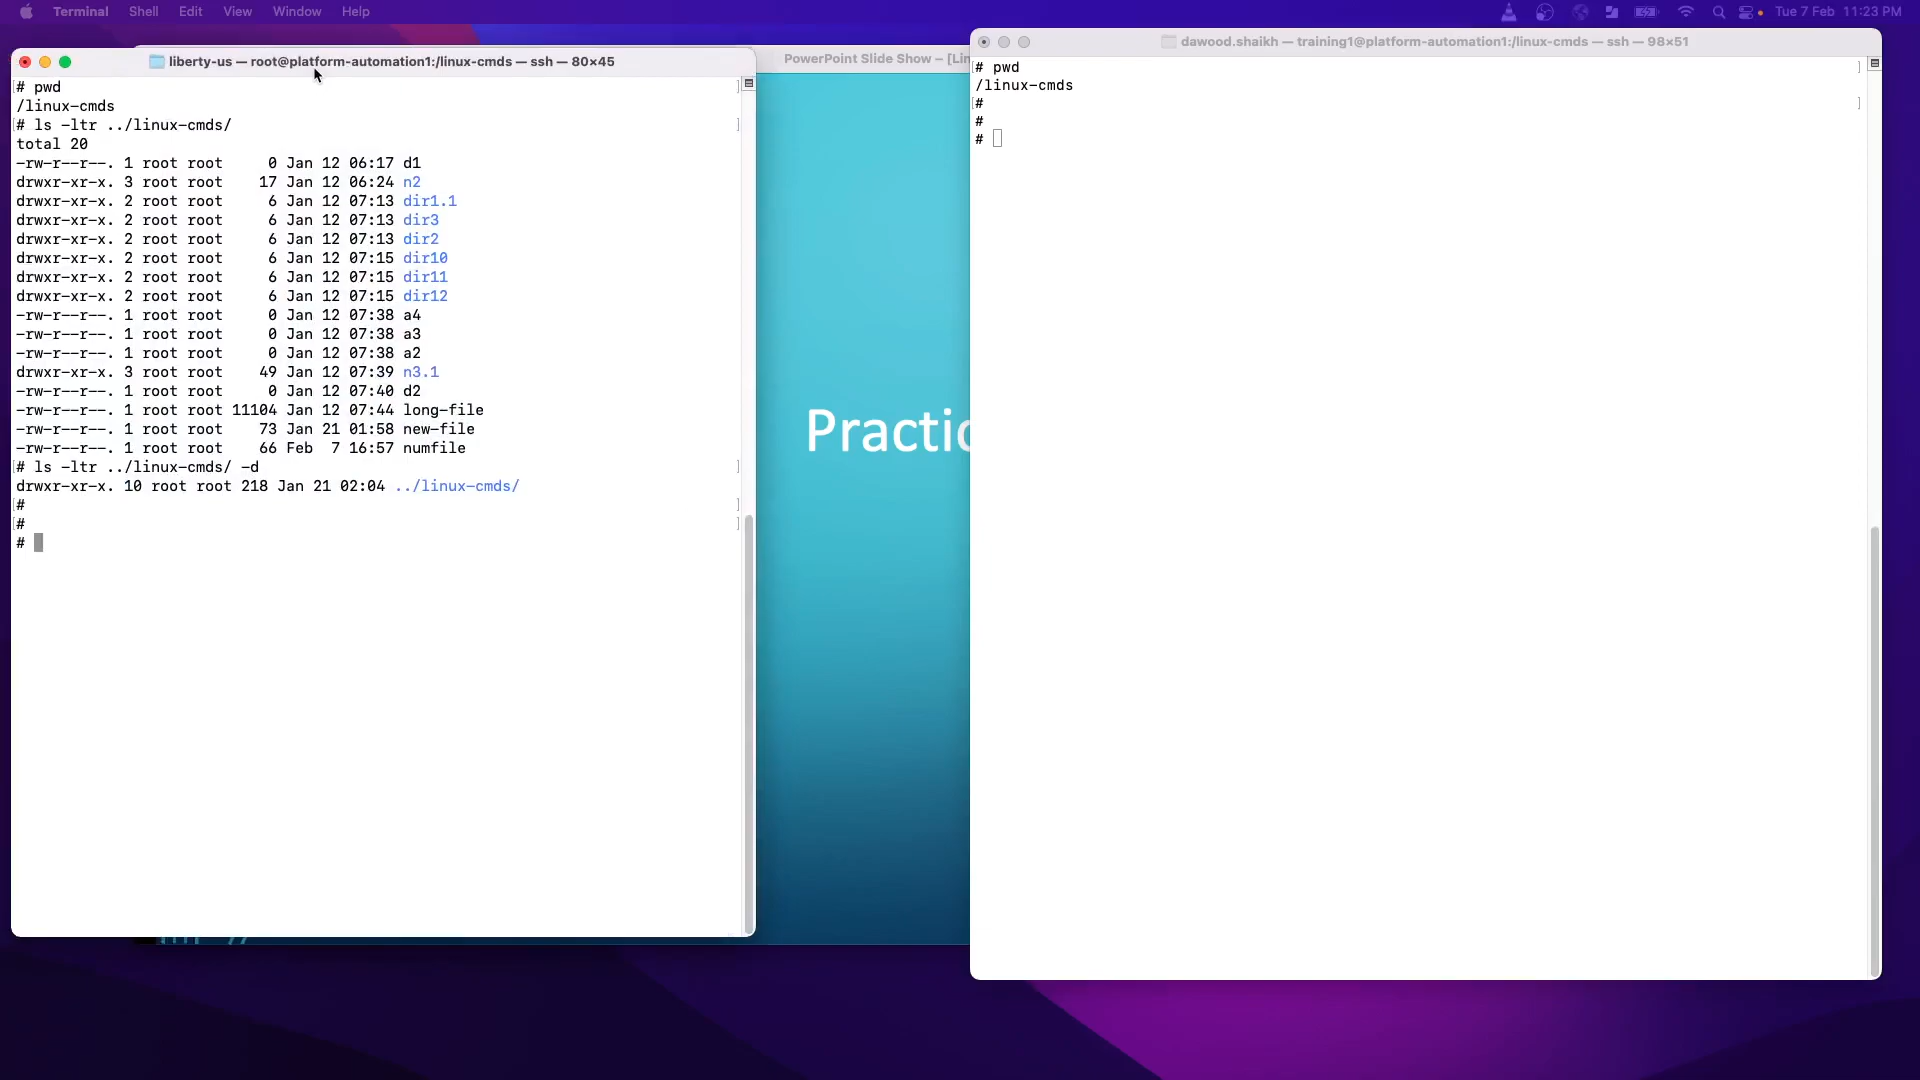 Terminal Shell Edit View Window Help
Tue 7 Feb 11:23 PM
liberty-us — root@platform-automation1:/linux-cmds — ssh — 80×45
# pwd
/linux-cmds
# ls -ltr ../linux-cmds/
total 20
-rw-r--r--. 1 root root     0 Jan 12 06:17 d1
drwxr-xr-x. 3 root root    17 Jan 12 06:24 n2
drwxr-xr-x. 2 root root     6 Jan 12 07:13 dir1.1
drwxr-xr-x. 2 root root     6 Jan 12 07:13 dir3
drwxr-xr-x. 2 root root     6 Jan 12 07:13 dir2
drwxr-xr-x. 2 root root     6 Jan 12 07:15 dir10
drwxr-xr-x. 2 root root     6 Jan 12 07:15 dir11
drwxr-xr-x. 2 root root     6 Jan 12 07:15 dir12
-rw-r--r--. 1 root root     0 Jan 12 07:38 a4
-rw-r--r--. 1 root root     0 Jan 12 07:38 a3
-rw-r--r--. 1 root root     0 Jan 12 07:38 a2
drwxr-xr-x. 3 root root    49 Jan 12 07:39 n3.1
-rw-r--r--. 1 root root     0 Jan 12 07:40 d2
-rw-r--r--. 1 root root 11104 Jan 12 07:44 long-file
-rw-r--r--. 1 root root    73 Jan 21 01:58 new-file
-rw-r--r--. 1 root root    66 Feb  7 16:57 numfile
# ls -ltr ../linux-cmds/ -d
drwxr-xr-x. 10 root root 218 Jan 21 02:04 ../linux-cmds/
#
#
#
PowerPoint Slide Show – [Lin
Practic
dawood.shaikh — training1@platform-automation1:/linux-cmds — ssh — 98×51
# pwd
/linux-cmds
#
#
#